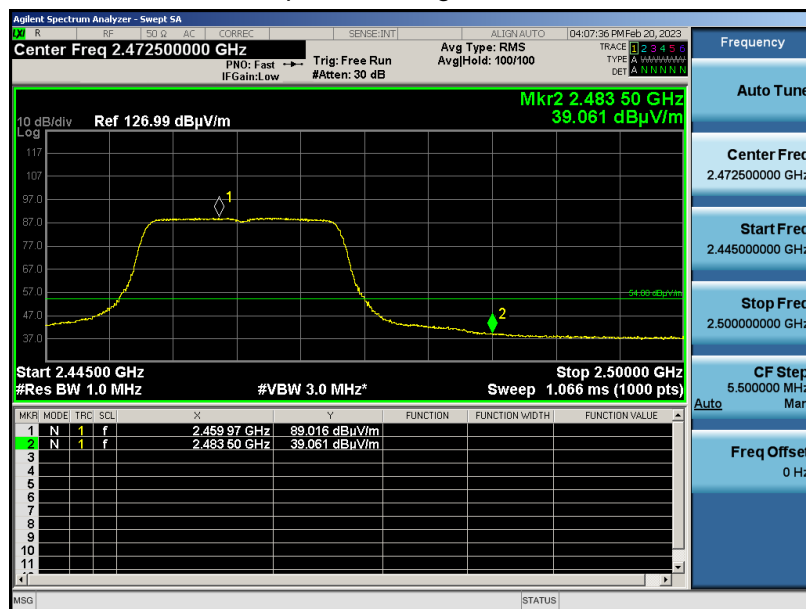 Agilent Spectrum Analyzer - Swept SA
LXI R RF 50 Ω AC CORREC SENSE:INT ALIGN AUTO 04:07:36 PM Feb 20, 2023
Center Freq 2.472500000 GHz
PNO: Fast
IFGain:Low
Trig: Free Run
#Atten: 30 dB
Avg Type: RMS
Avg|Hold: 100/100
TRACE 1 2 3 4 5 6
TYPE A WWWWW
DET A N N N N N
Mkr2 2.483 50 GHz
39.061 dBµV/m
10 dB/div Ref 126.99 dBµV/m
Log
117
107
97.0
87.0
77.0
67.0
57.0
47.0
37.0
1
54.00 dBµV/m
2
Start 2.44500 GHz Stop 2.50000 GHz
#Res BW 1.0 MHz #VBW 3.0 MHz* Sweep 1.066 ms (1000 pts)
MKR MODE TRC SCL X Y FUNCTION FUNCTION WIDTH FUNCTION VALUE
1 N 1 f 2.459 97 GHz 89.016 dBµV/m
2 N 1 f 2.483 50 GHz 39.061 dBµV/m
3
4
5
6
7
8
9
10
11
MSG STATUS
Frequency
Auto Tune
Center Freq
2.472500000 GHz
Start Freq
2.445000000 GHz
Stop Freq
2.500000000 GHz
CF Step
5.500000 MHz
Auto Man
Freq Offset
0 Hz